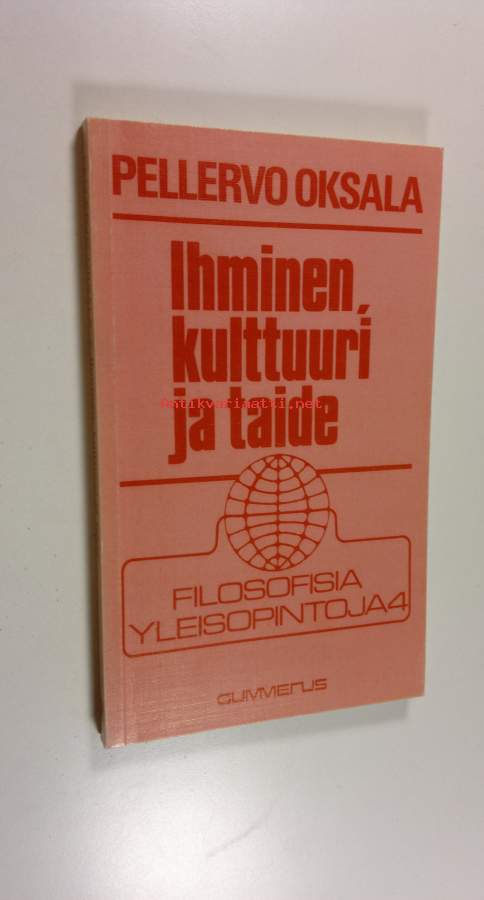 PELLERVO OKSALA
Ihminen,
kulttuuri
ja taide
Antikvariaatti.net
FILOSOFISIA
YLEISOPINTOJA 4
GUMMERUS